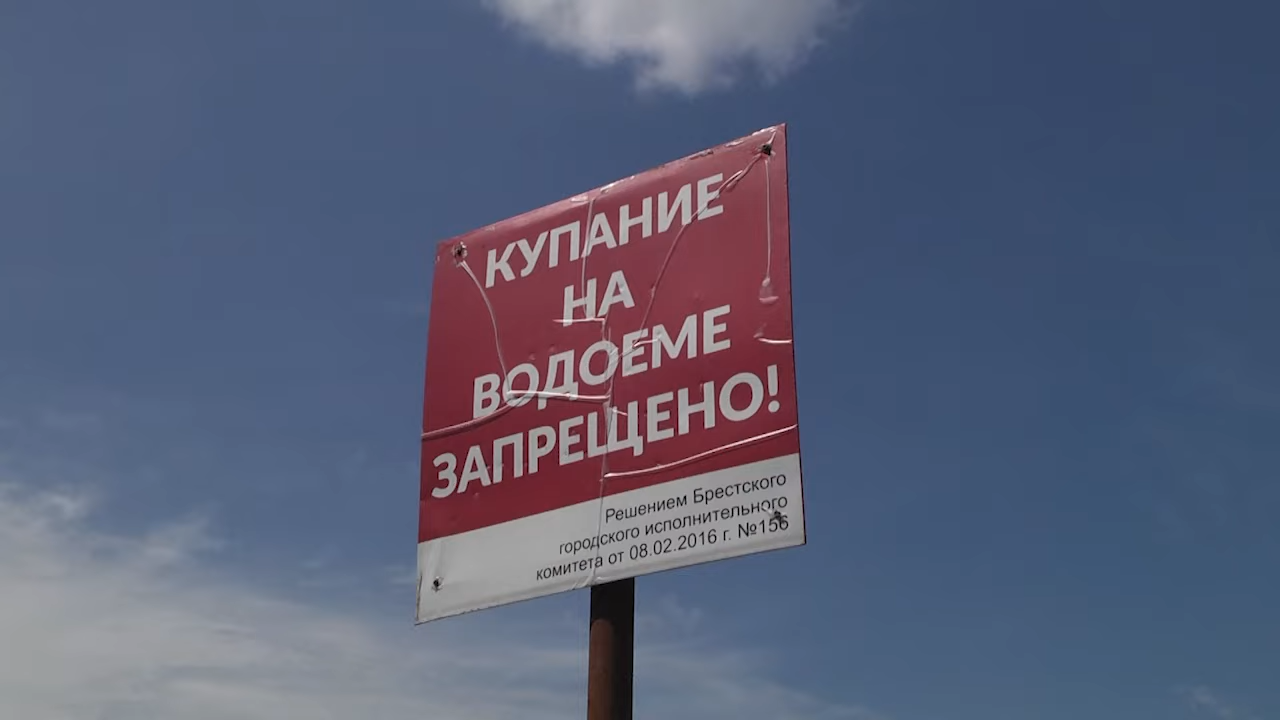 КУПАНИЕ
НА
ВОДОЕМЕ
ЗАПРЕЩЕНО!
Решением Брестского
городского исполнительного
комитета от 08.02.2016 г. №156